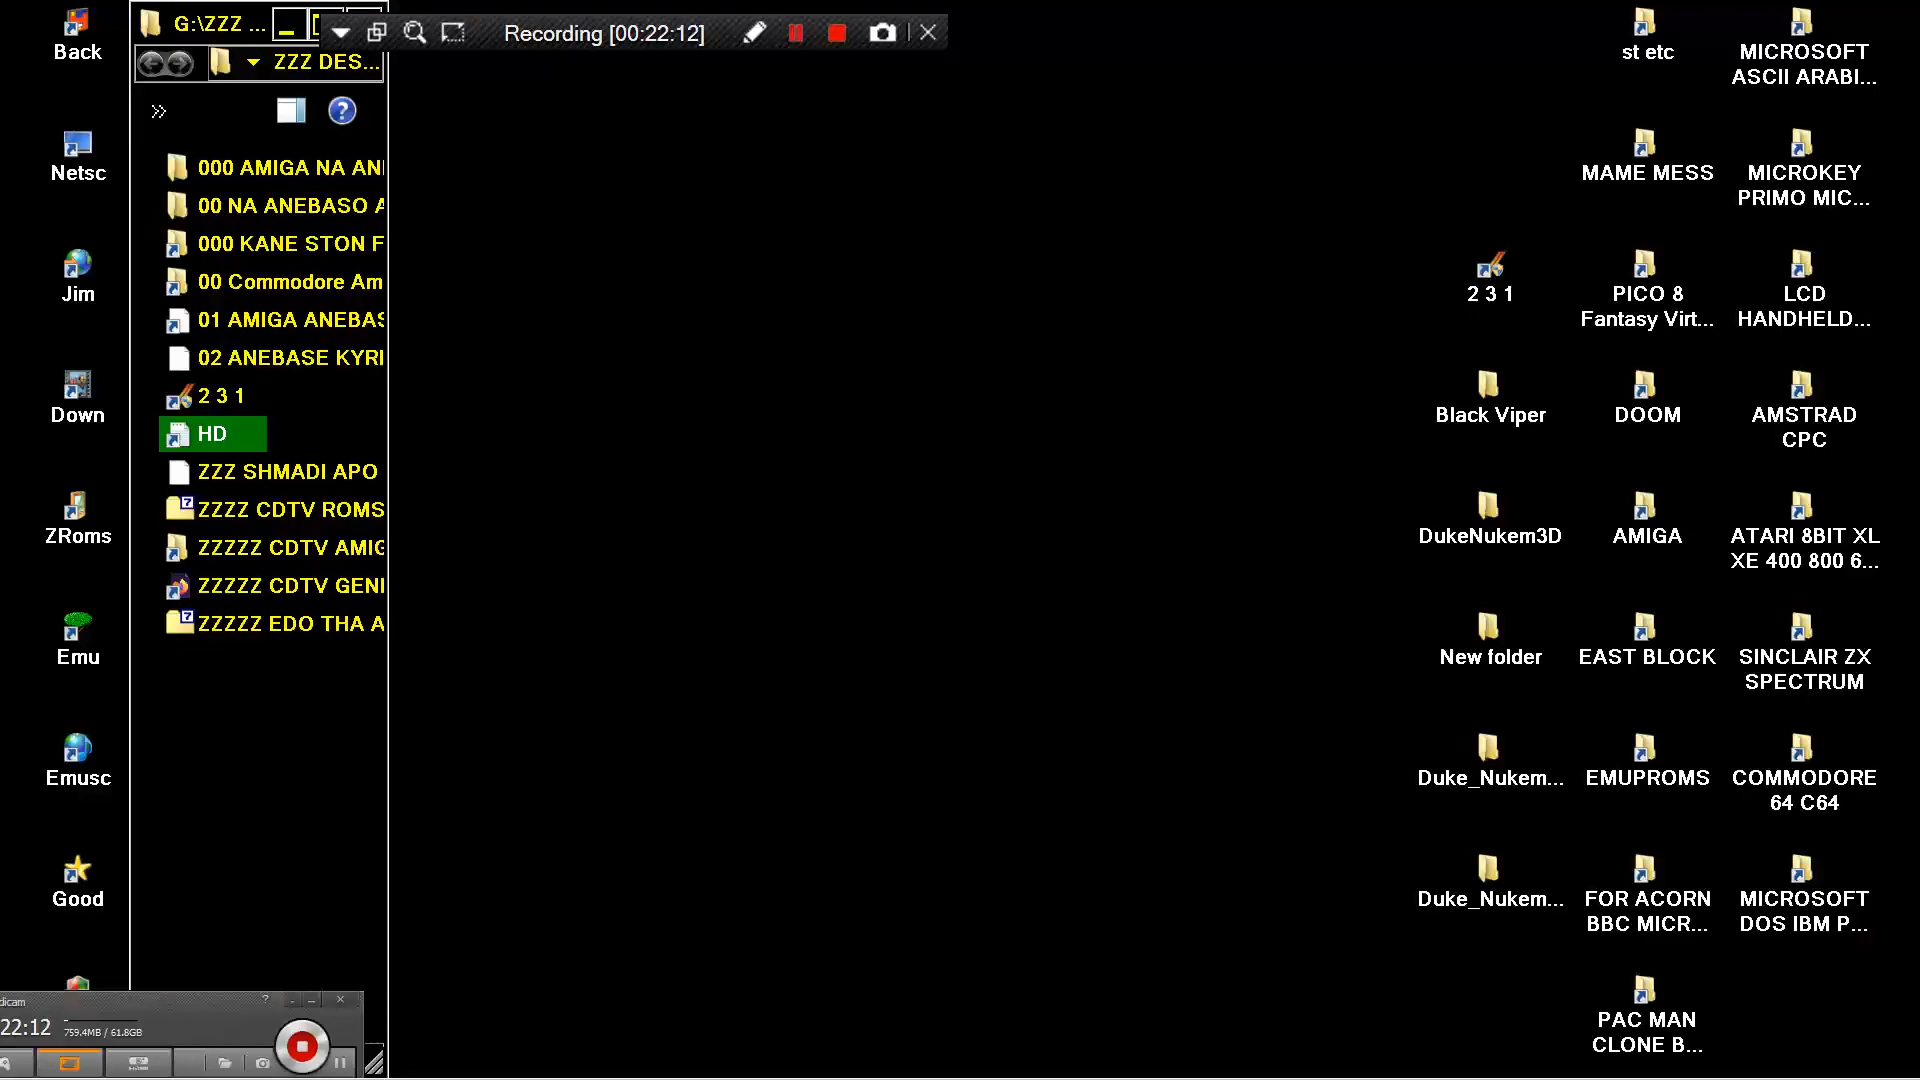 Back
Netsc
Jim
Down
ZRoms
Emu
Emusc
Good
G:\ZZZ ...
ZZZ DES...
000 AMIGA NA AN
00 NA ANEBASO A
000 KANE STON F
00 Commodore Am
01 AMIGA ANEBAS
02 ANEBASE KYRI
2 3 1
HD
ZZZ SHMADI APO
ZZZZ CDTV ROMS
ZZZZZ CDTV AMIG
ZZZZZ CDTV GENI
ZZZZZ EDO THA A
Recording [00:22:12]
dicam
22:12
759.4MB / 61.8GB
2 3 1
Black Viper
DukeNukem3D
New folder
Duke_Nukem...
Duke_Nukem...
st etc
MAME MESS
PICO 8
Fantasy Virt...
DOOM
AMIGA
EAST BLOCK
EMUPROMS
FOR ACORN
BBC MICR...
PAC MAN
CLONE B...
MICROSOFT
ASCII ARABI...
MICROKEY
PRIMO MIC...
LCD
HANDHELD...
AMSTRAD
CPC
ATARI 8BIT XL
XE 400 800 6...
SINCLAIR ZX
SPECTRUM
COMMODORE
64 C64
MICROSOFT
DOS IBM P...